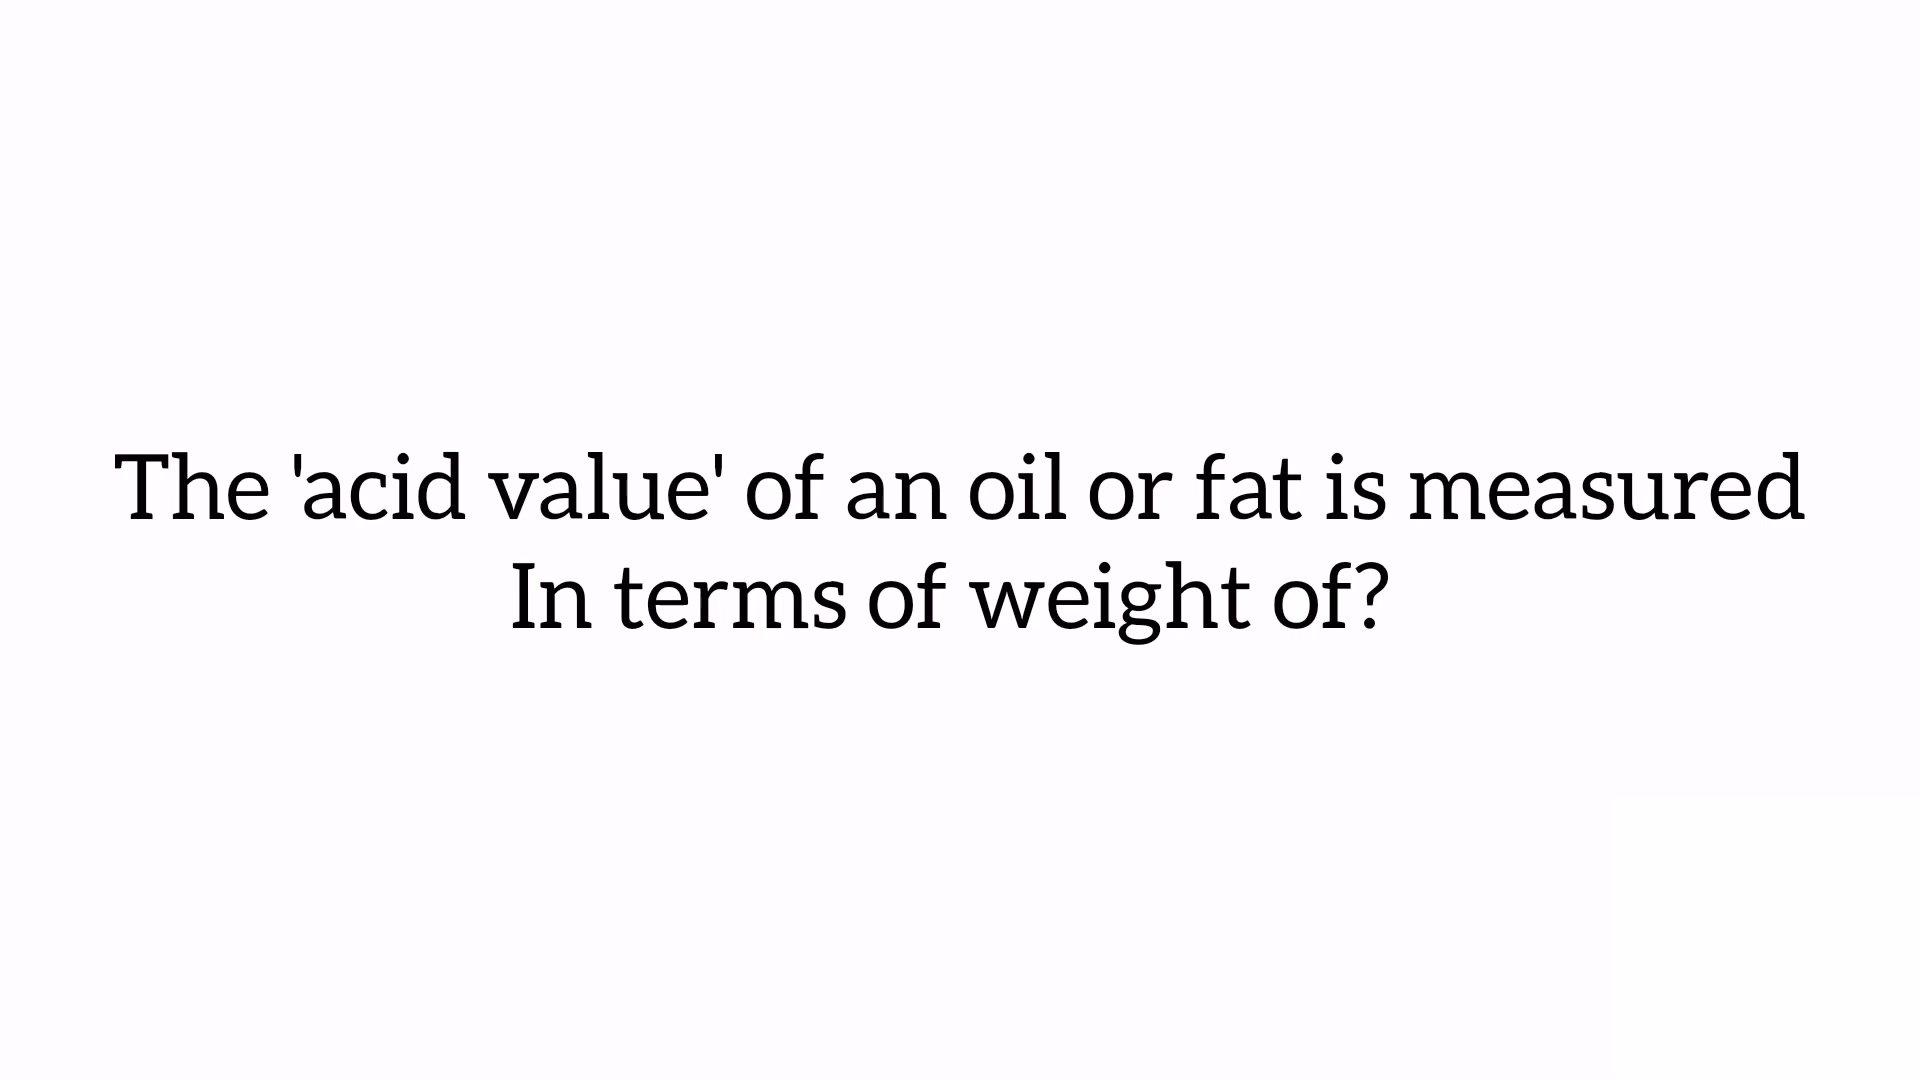 The 'acid value' of an oil or fat is measured
In terms of weight of?